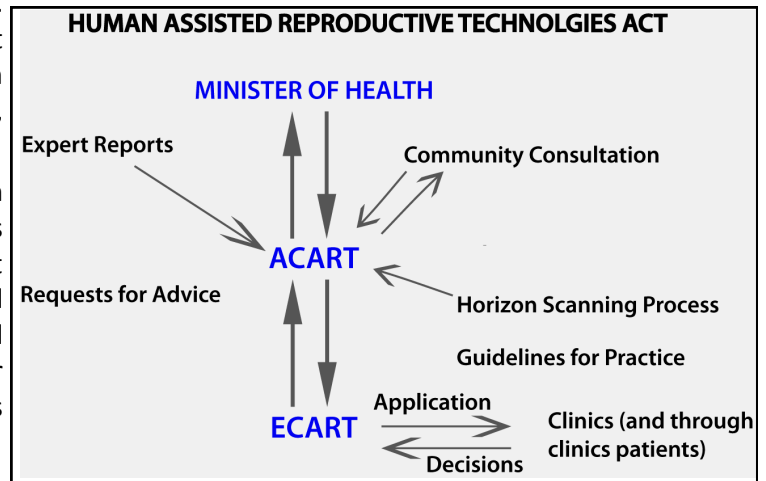 HUMAN ASSISTED REPRODUCTIVE TECHNOLGIES ACT
MINISTER OF HEALTH
Expert Reports
Community Consultation
ACART
Requests for Advice
Horizon Scanning Process
Guidelines for Practice
Application
ECART
Clinics (and through
clinics patients)
Decisions